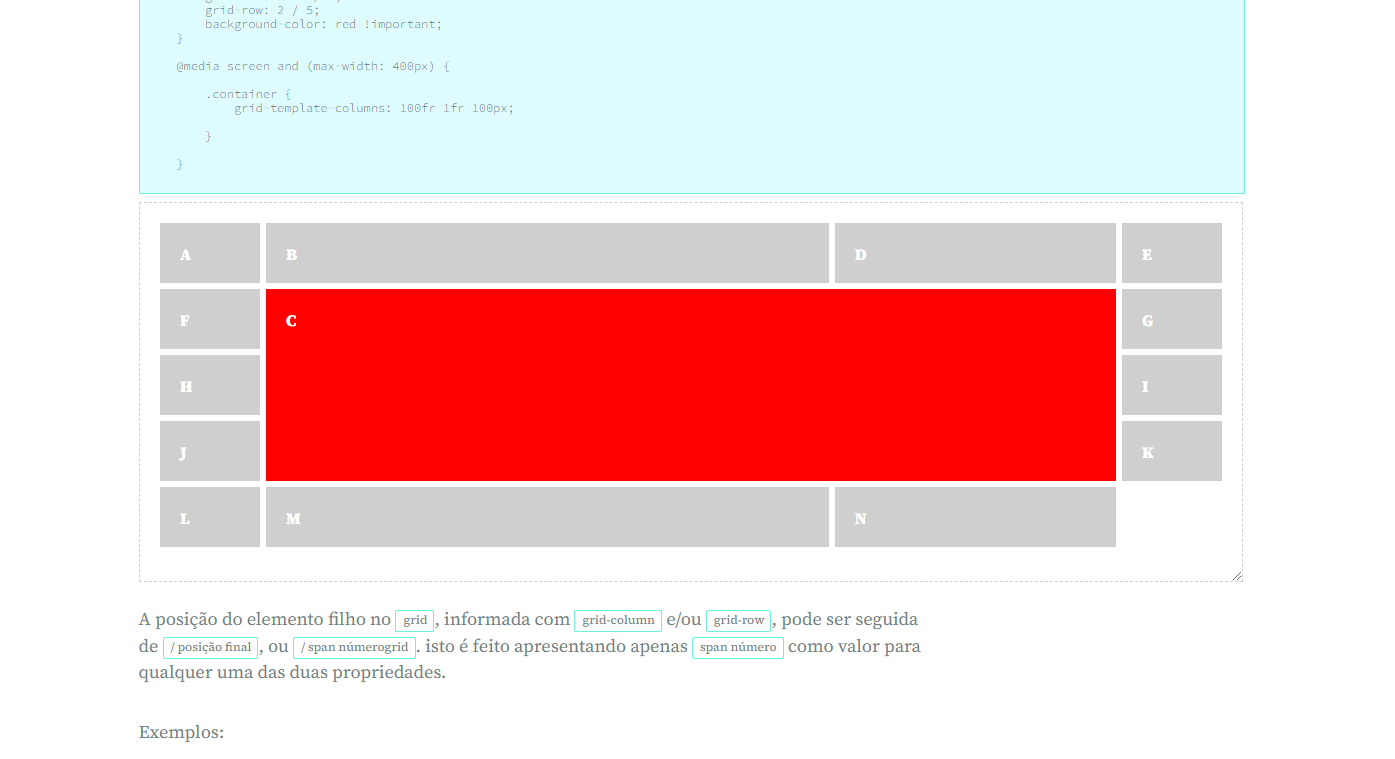 grid-row: 2 / 5;
background-color: red !important;
}
@media screen and (max-width: 400px) {
.container {
grid-template-columns: 100fr 1fr 100px;
}
}
A B D E
F C G
H I
J K
L M N
A posição do elemento filho no grid, informada com grid-column e/ou grid-row, pode ser seguida
de / posição final, ou / span númerogrid. isto é feito apresentando apenas span número como valor para
qualquer uma das duas propriedades.
Exemplos: